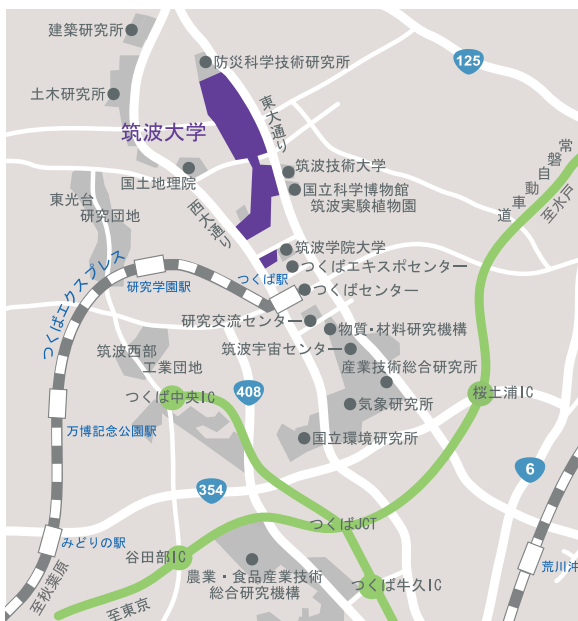 建築研究所
防災科学技術研究所
125
土木研究所
東大通り
筑波大学
常磐自動車道
至水戸
筑波技術大学
国土地理院
国立科学博物館
筑波実験植物園
東光台
研究団地
西大通り
筑波学院大学
つくばエキスポセンター
つくば駅
つくばエクスプレス
研究学園駅
つくばセンター
研究交流センター
物質・材料研究機構
筑波宇宙センター
筑波西部
工業団地
産業技術総合研究所
つくば中央IC
408
桜土浦IC
気象研究所
万博記念公園駅
国立環境研究所
6
354
つくばJCT
みどりの駅
谷田部IC
荒川沖
農業・食品産業技術
総合研究機構
つくば牛久IC
至秋葉原
至東京